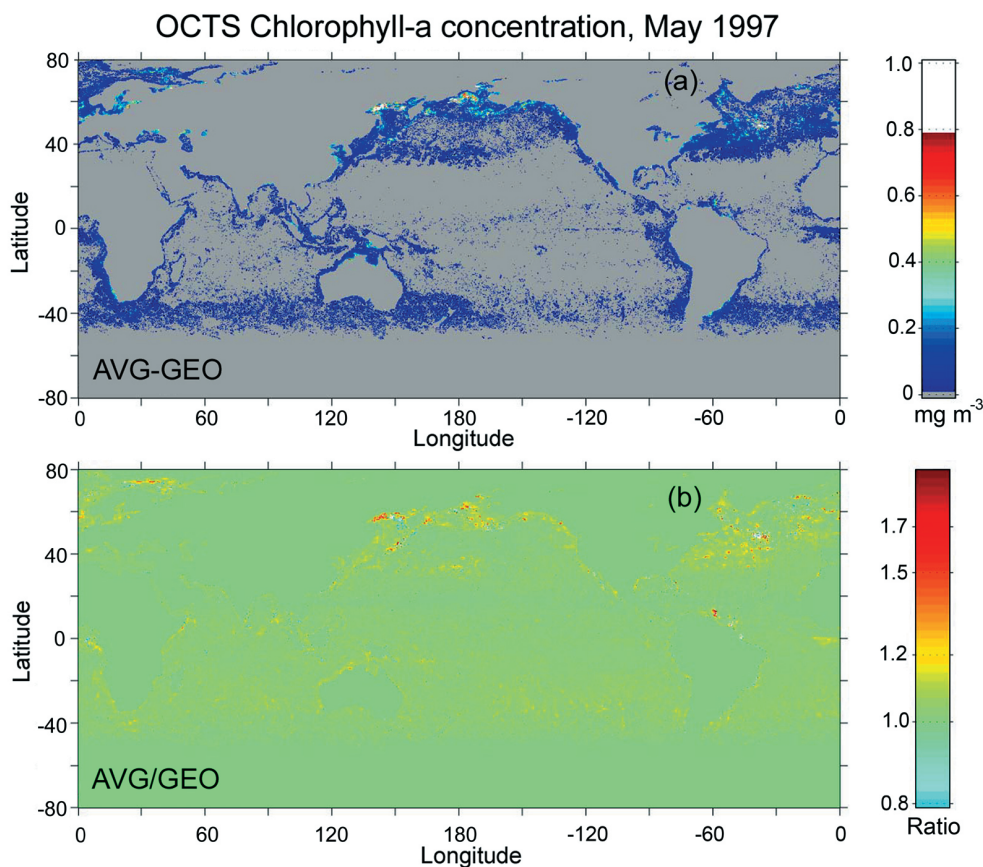 OCTS Chlorophyll-a concentration, May 1997
80
40
0
-40
-80
Latitude
(a)
AVG-GEO
0 60 120 180 -120 -60 0
Longitude
1.0
0.8
0.6
0.4
0.2
0
mg m-3
80
40
0
-40
-80
Latitude
(b)
AVG/GEO
0 60 120 180 -120 -60 0
Longitude
1.7
1.5
1.2
1.0
0.8
Ratio